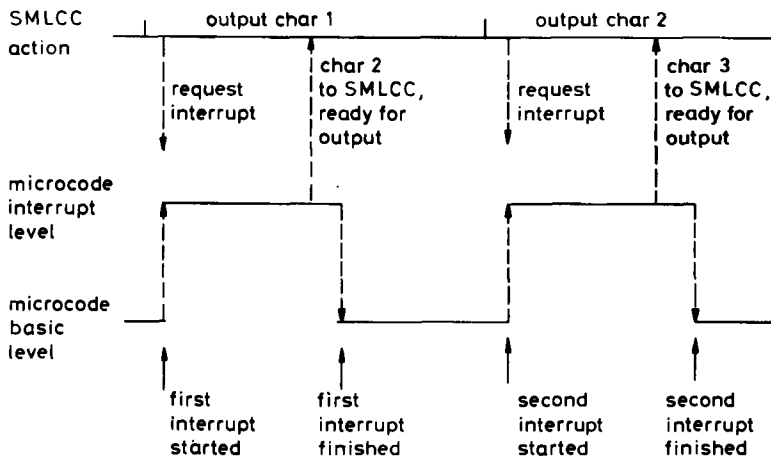 SMLCC
action
output char 1
output char 2
request
interrupt
char 2
to SMLCC,
ready for
output
request
interrupt
char 3
to SMLCC,
ready for
output
microcode
interrupt
level
microcode
basic
level
first
interrupt
started
first
interrupt
finished
second
interrupt
started
second
interrupt
finished